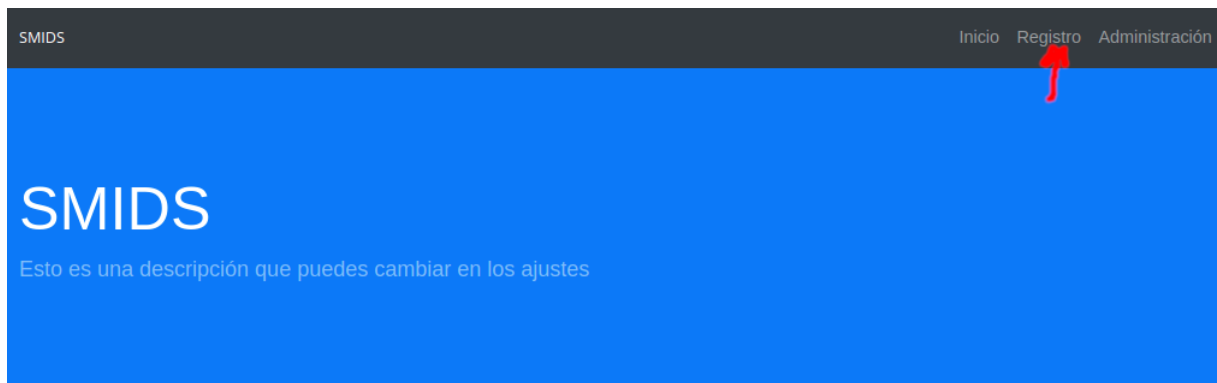 SMIDS Inicio Registro Administración
SMIDS
Esto es una descripción que puedes cambiar en los ajustes